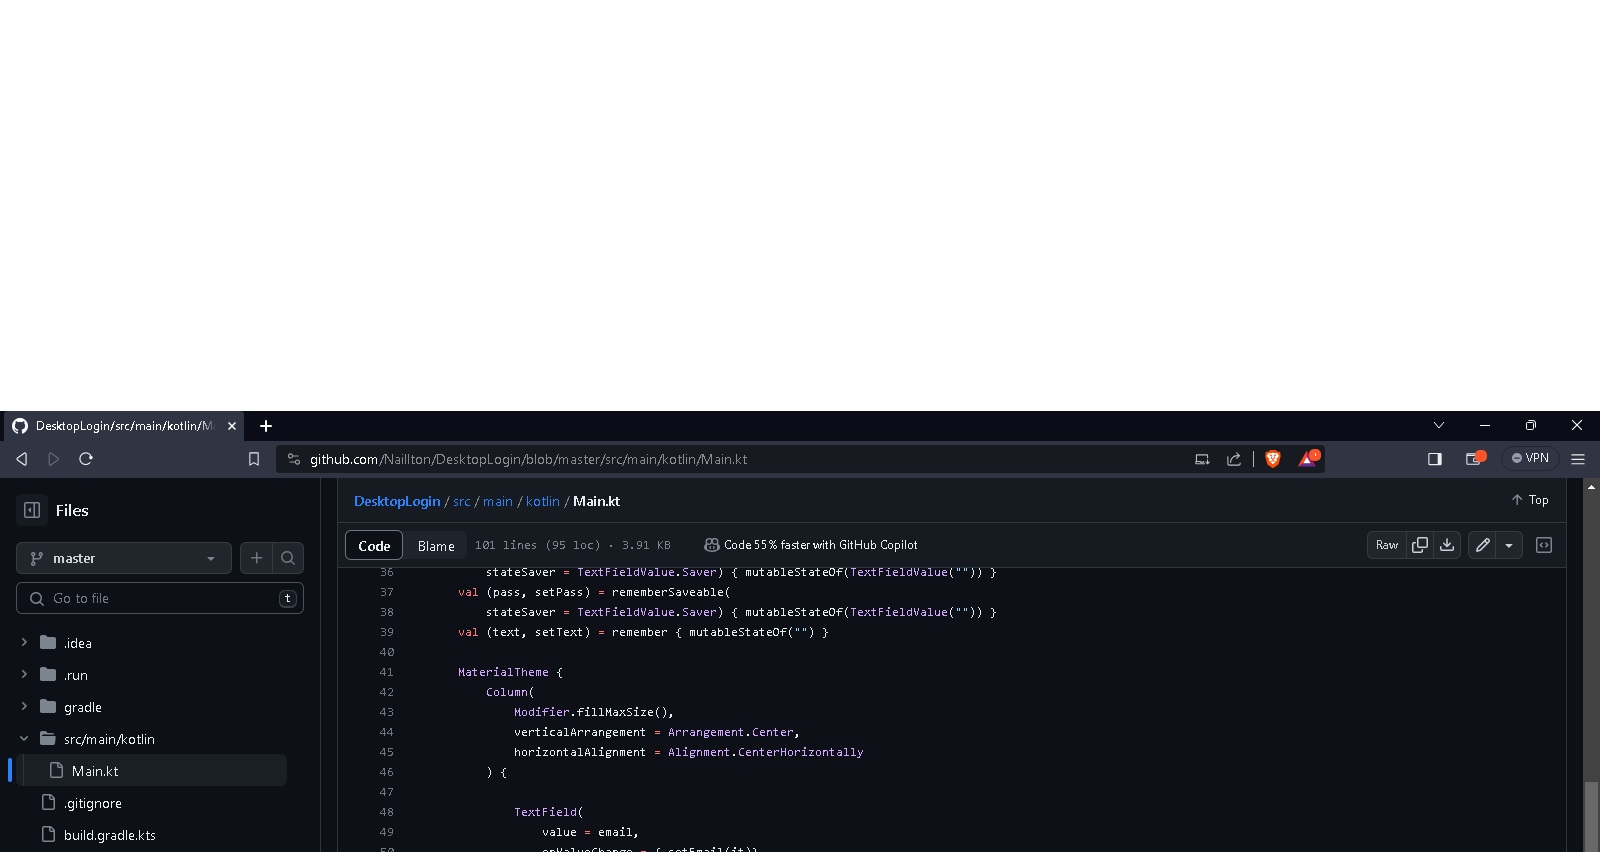 DesktopLogin/src/main/kotlin/M
github.com/Naillton/DesktopLogin/blob/master/src/main/kotlin/Main.kt
VPN
Files
master
Go to file
t
.idea
.run
gradle
src/main/kotlin
Main.kt
.gitignore
build.gradle.kts
DesktopLogin / src / main / kotlin / Main.kt
Top
Code
Blame
101 lines (95 loc) · 3.91 KB
Code 55% faster with GitHub Copilot
Raw
36 stateSaver = TextFieldValue.Saver) { mutableStateOf(TextFieldValue("")) }
37 val (pass, setPass) = rememberSaveable(
38 stateSaver = TextFieldValue.Saver) { mutableStateOf(TextFieldValue("")) }
39 val (text, setText) = remember { mutableStateOf("") }
40
41 MaterialTheme {
42 Column(
43 Modifier.fillMaxSize(),
44 verticalArrangement = Arrangement.Center,
45 horizontalAlignment = Alignment.CenterHorizontally
46 ) {
47
48 TextField(
49 value = email,
50 onValueChange = { setEmail(it)}